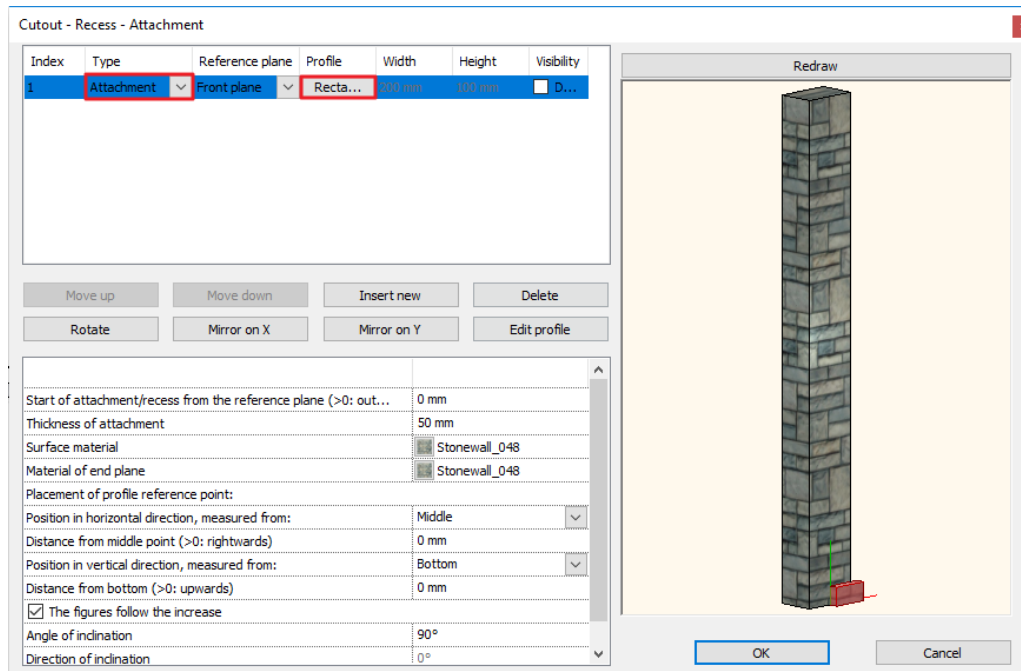 Cutout - Recess - Attachment
Index Type Reference plane Profile Width Height Visibility
1 Attachment Front plane Recta... 200 mm 100 mm D...
Redraw
Move up Move down Insert new Delete
Rotate Mirror on X Mirror on Y Edit profile
Start of attachment/recess from the reference plane (>0: out... 0 mm
Thickness of attachment 50 mm
Surface material Stonewall_048
Material of end plane Stonewall_048
Placement of profile reference point:
Position in horizontal direction, measured from: Middle
Distance from middle point (>0: rightwards) 0 mm
Position in vertical direction, measured from: Bottom
Distance from bottom (>0: upwards) 0 mm
The figures follow the increase
Angle of inclination 90°
Direction of inclination 0°
OK Cancel